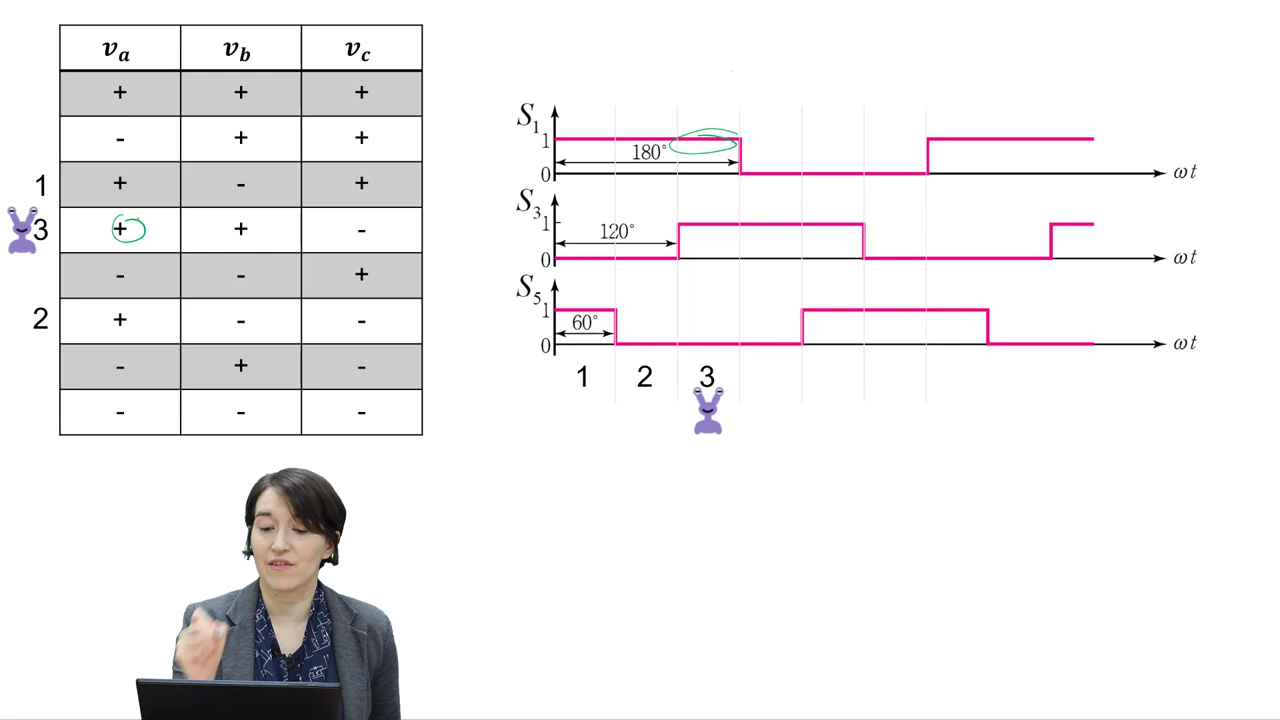 v_a v_b v_c
+ + +
- + +
1 + - +
3 + + -
- - +
2 + - -
- + -
- - -
S_1
1
180°
0
ωt
S_3
1
120°
0
ωt
S_5
1
60°
0
ωt
1 2 3